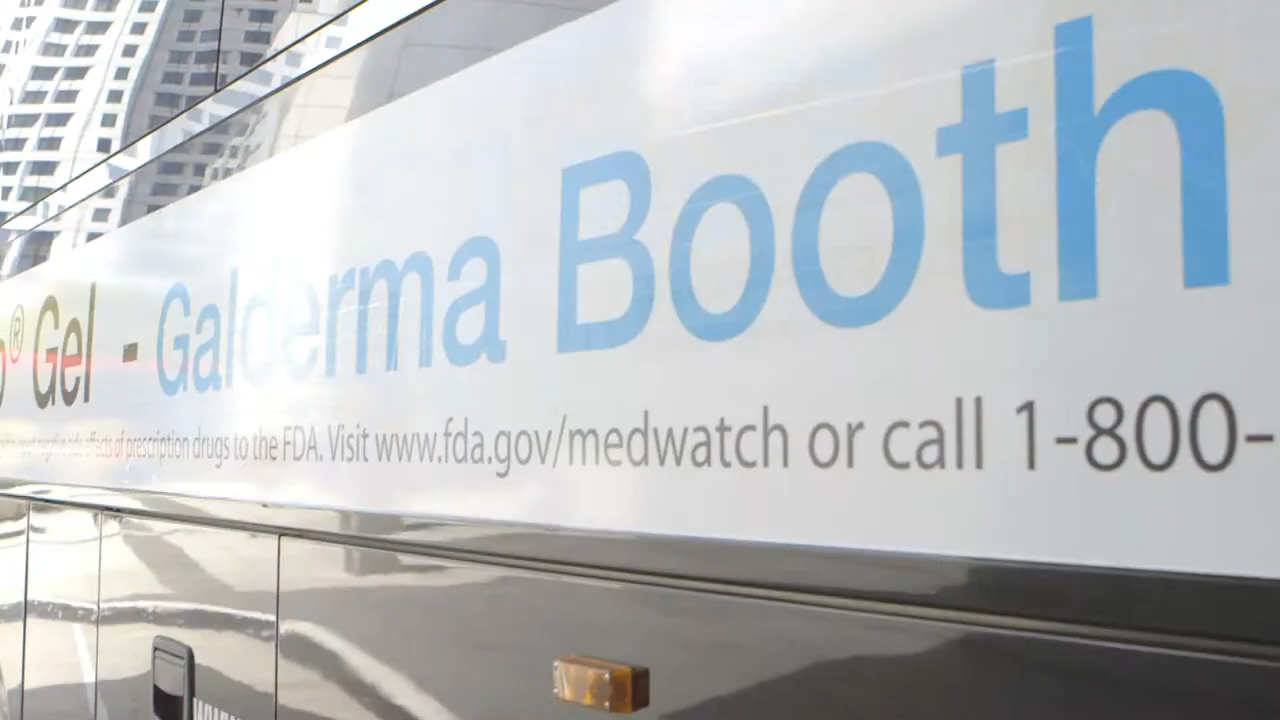 ® Gel - Galderma Booth
side effects of prescription drugs to the FDA. Visit www.fda.gov/medwatch or call 1-800-